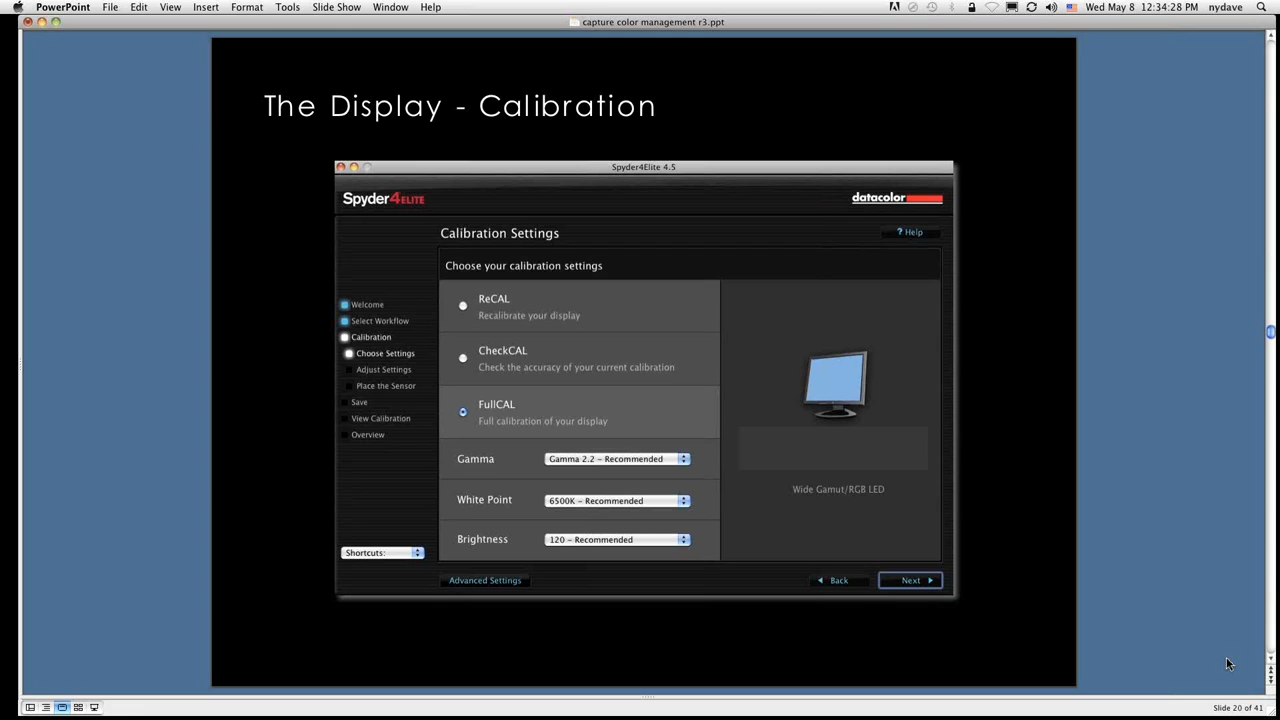 PowerPoint File Edit View Insert Format Tools Slide Show Window Help Wed May 8 12:34:28 PM nydave
capture color management r3.ppt
The Display - Calibration
Spyder4Elite 4.5
Spyder4ELITE datacolor
Calibration Settings ? Help
Choose your calibration settings
ReCAL
Recalibrate your display
CheckCAL
Check the accuracy of your current calibration
FullCAL
Full calibration of your display
Gamma Gamma 2.2 – Recommended
White Point 6500K – Recommended
Brightness 120 – Recommended
Welcome
Select Workflow
Calibration
Choose Settings
Adjust Settings
Place the Sensor
Save
View Calibration
Overview
Shortcuts:
Wide Gamut/RGB LED
Advanced Settings Back Next
Slide 20 of 41